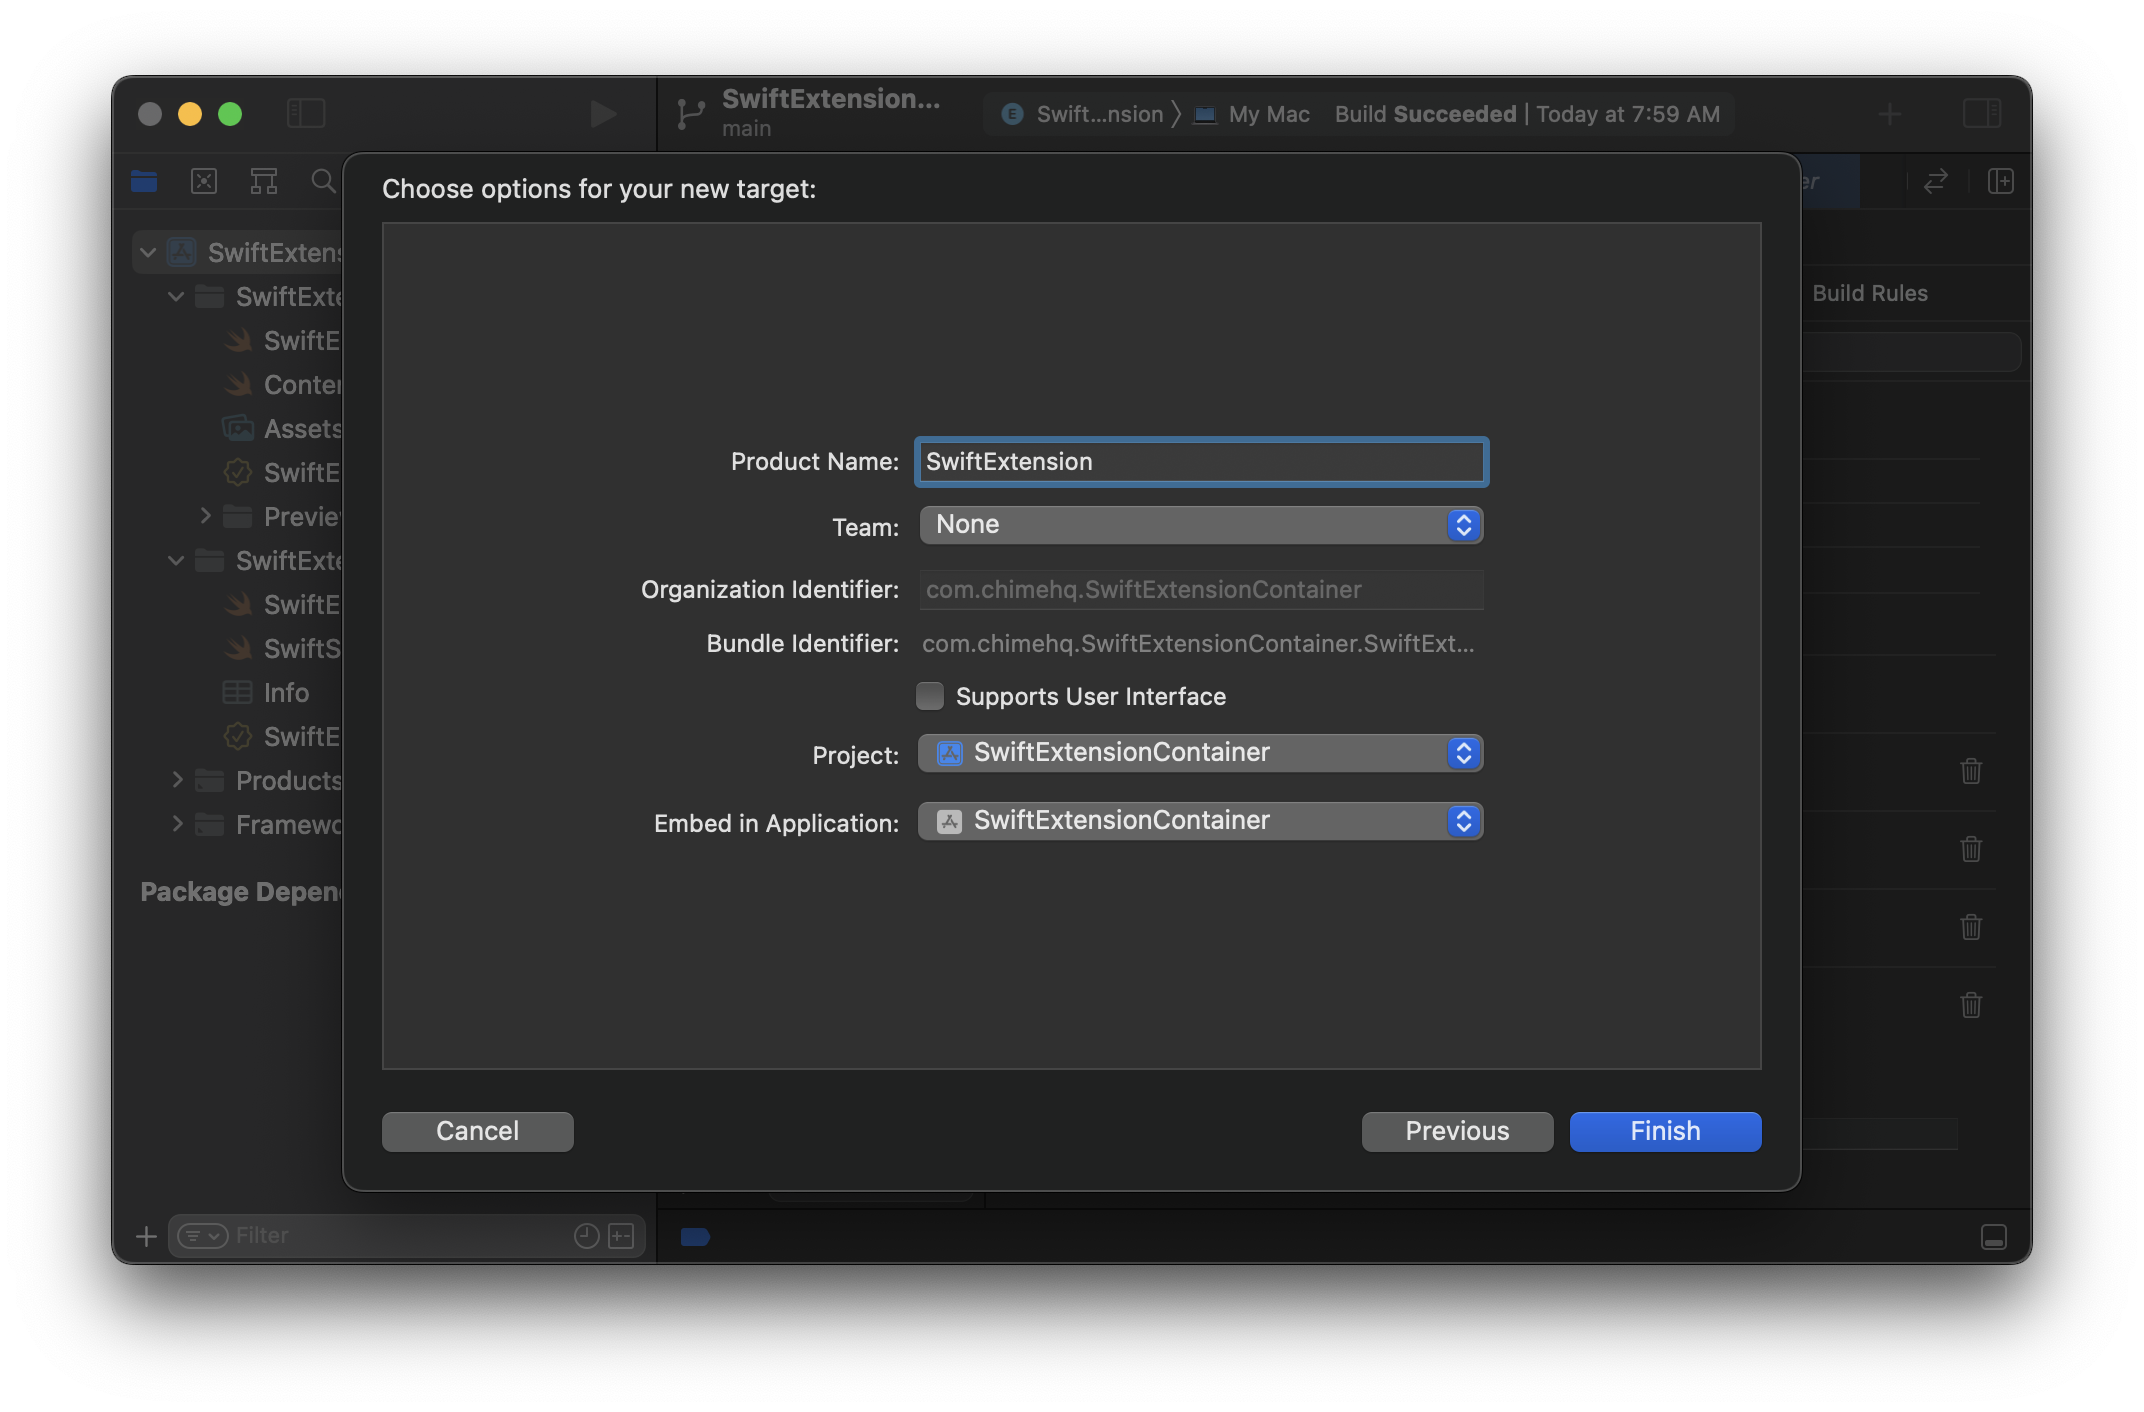 SwiftExtension...
main
E Swift...nsion My Mac Build Succeeded | Today at 7:59 AM
Choose options for your new target:
er
SwiftExtens
Build Rules
SwiftExte
SwiftE
Conten
Assets
SwiftE
Previe
SwiftExte
SwiftE
SwiftS
Info
SwiftE
Products
Framewo
Package Depend
Product Name: SwiftExtension
Team: None
Organization Identifier: com.chimehq.SwiftExtensionContainer
Bundle Identifier: com.chimehq.SwiftExtensionContainer.SwiftExt...
Supports User Interface
Project: SwiftExtensionContainer
Embed in Application: SwiftExtensionContainer
Cancel
Previous
Finish
Filter